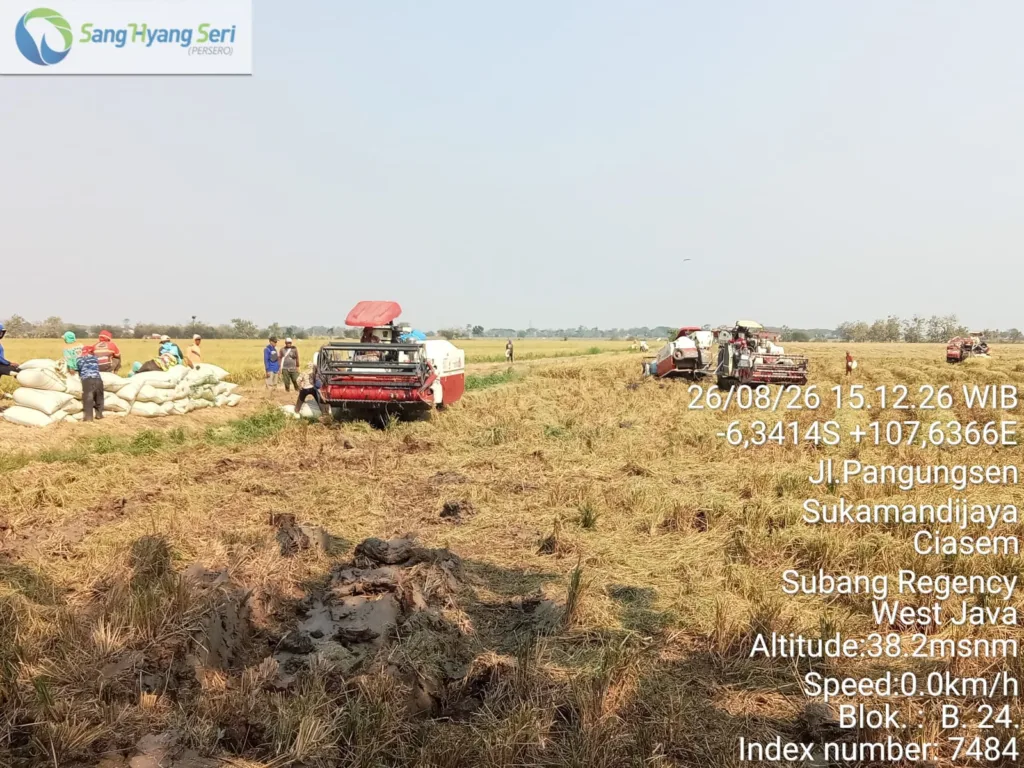 Sang Hyang Seri
(PERSERO)
26/08/26 15.12.26 WIB
-6,3414S +107,6366E
Jl.Pangungsen
Sukamandijaya
Ciasem
Subang Regency
West Java
Altitude:38.2msnm
Speed:0.0km/h
Blok. : B. 24.
Index number: 7484